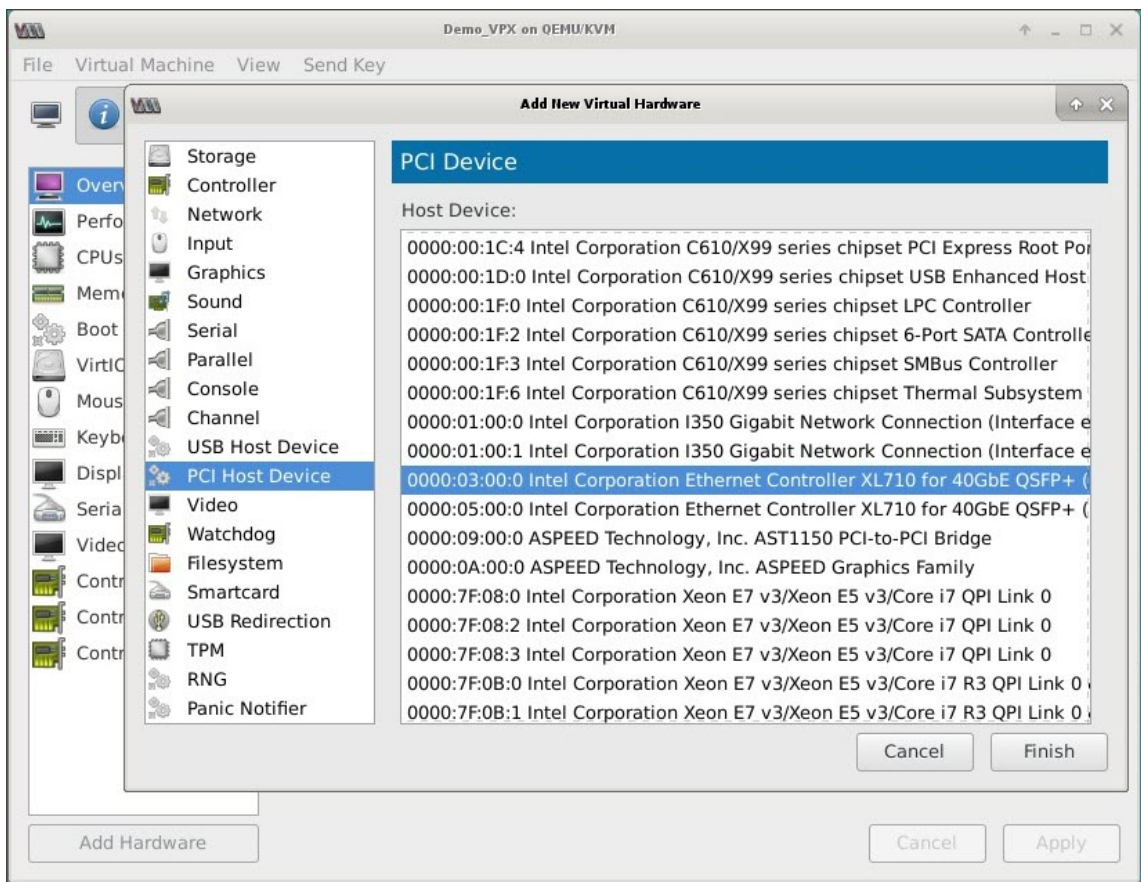 Demo_VPX on QEMU/KVM
File Virtual Machine View Send Key
Add New Virtual Hardware
Overv
Perfo
CPUs
Mem
Boot
VirtIC
Mous
Keyb
Displ
Seria
Videc
Contr
Contr
Contr
Add Hardware
Storage
Controller
Network
Input
Graphics
Sound
Serial
Parallel
Console
Channel
USB Host Device
PCI Host Device
Video
Watchdog
Filesystem
Smartcard
USB Redirection
TPM
RNG
Panic Notifier
PCI Device
Host Device:
0000:00:1C:4 Intel Corporation C610/X99 series chipset PCI Express Root Por
0000:00:1D:0 Intel Corporation C610/X99 series chipset USB Enhanced Host
0000:00:1F:0 Intel Corporation C610/X99 series chipset LPC Controller
0000:00:1F:2 Intel Corporation C610/X99 series chipset 6-Port SATA Controlle
0000:00:1F:3 Intel Corporation C610/X99 series chipset SMBus Controller
0000:00:1F:6 Intel Corporation C610/X99 series chipset Thermal Subsystem
0000:01:00:0 Intel Corporation I350 Gigabit Network Connection (Interface e
0000:01:00:1 Intel Corporation I350 Gigabit Network Connection (Interface e
0000:03:00:0 Intel Corporation Ethernet Controller XL710 for 40GbE QSFP+ (
0000:05:00:0 Intel Corporation Ethernet Controller XL710 for 40GbE QSFP+ (
0000:09:00:0 ASPEED Technology, Inc. AST1150 PCI-to-PCI Bridge
0000:0A:00:0 ASPEED Technology, Inc. ASPEED Graphics Family
0000:7F:08:0 Intel Corporation Xeon E7 v3/Xeon E5 v3/Core i7 QPI Link 0
0000:7F:08:2 Intel Corporation Xeon E7 v3/Xeon E5 v3/Core i7 QPI Link 0
0000:7F:08:3 Intel Corporation Xeon E7 v3/Xeon E5 v3/Core i7 QPI Link 0
0000:7F:0B:0 Intel Corporation Xeon E7 v3/Xeon E5 v3/Core i7 R3 QPI Link 0
0000:7F:0B:1 Intel Corporation Xeon E7 v3/Xeon E5 v3/Core i7 R3 QPI Link 0
Cancel Finish
Cancel Apply